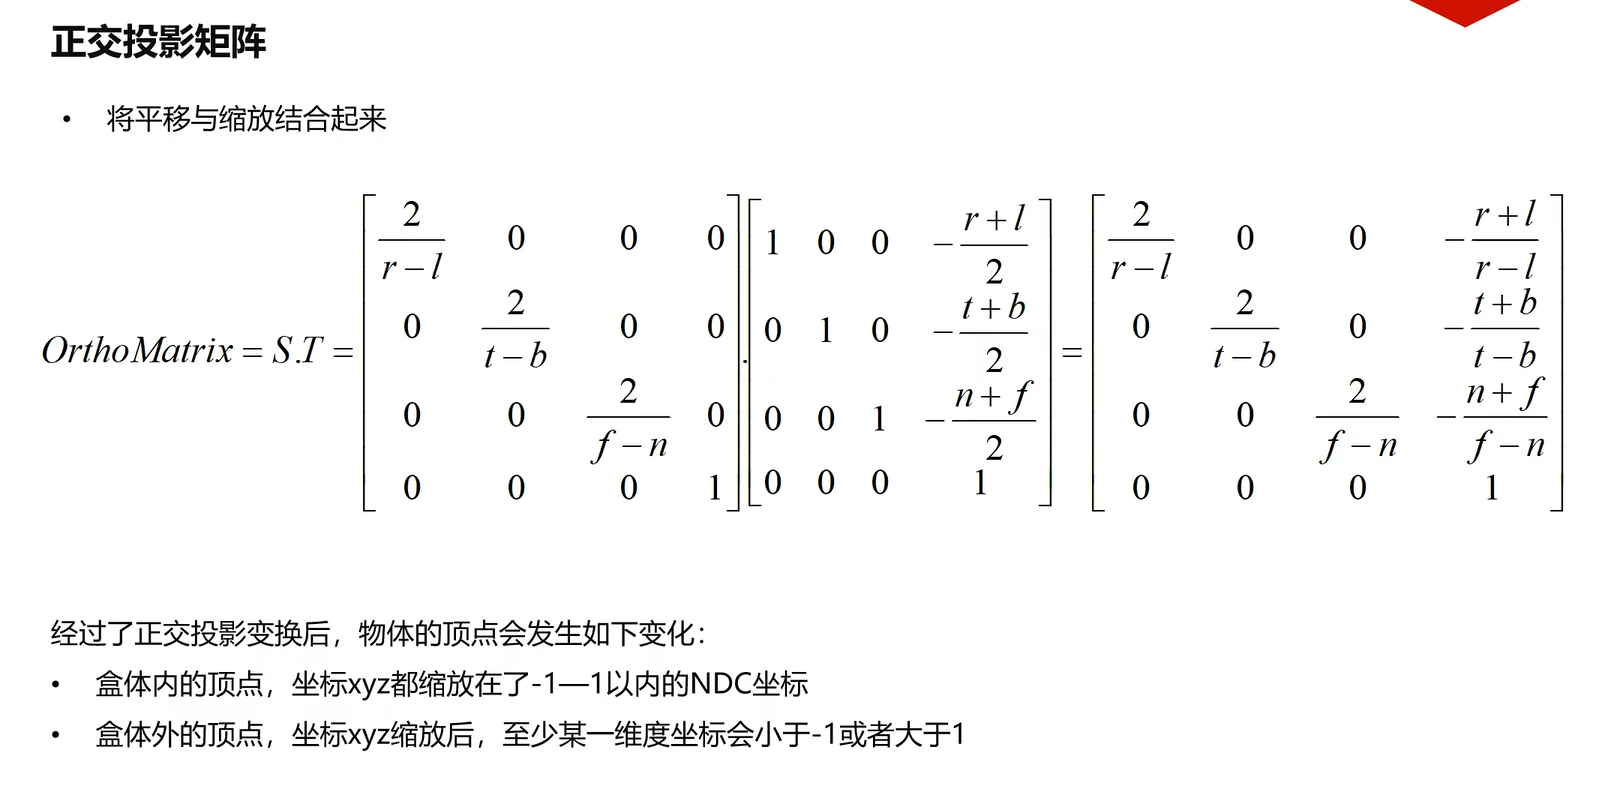 正交投影矩阵
• 将平移与缩放结合起来
$OrthoMatrix = S.T = \begin{bmatrix} \frac{2}{r-l} & 0 & 0 & 0 \\ 0 & \frac{2}{t-b} & 0 & 0 \\ 0 & 0 & \frac{2}{f-n} & 0 \\ 0 & 0 & 0 & 1 \end{bmatrix} . \begin{bmatrix} 1 & 0 & 0 & -\frac{r+l}{2} \\ 0 & 1 & 0 & -\frac{t+b}{2} \\ 0 & 0 & 1 & -\frac{n+f}{2} \\ 0 & 0 & 0 & 1 \end{bmatrix} = \begin{bmatrix} \frac{2}{r-l} & 0 & 0 & -\frac{r+l}{r-l} \\ 0 & \frac{2}{t-b} & 0 & -\frac{t+b}{t-b} \\ 0 & 0 & \frac{2}{f-n} & -\frac{n+f}{f-n} \\ 0 & 0 & 0 & 1 \end{bmatrix}$
经过了正交投影变换后，物体的顶点会发生如下变化：
• 盒体内的顶点，坐标xyz都缩放在了-1—1以内的NDC坐标
• 盒体外的顶点，坐标xyz缩放后，至少某一维度坐标会小于-1或者大于1